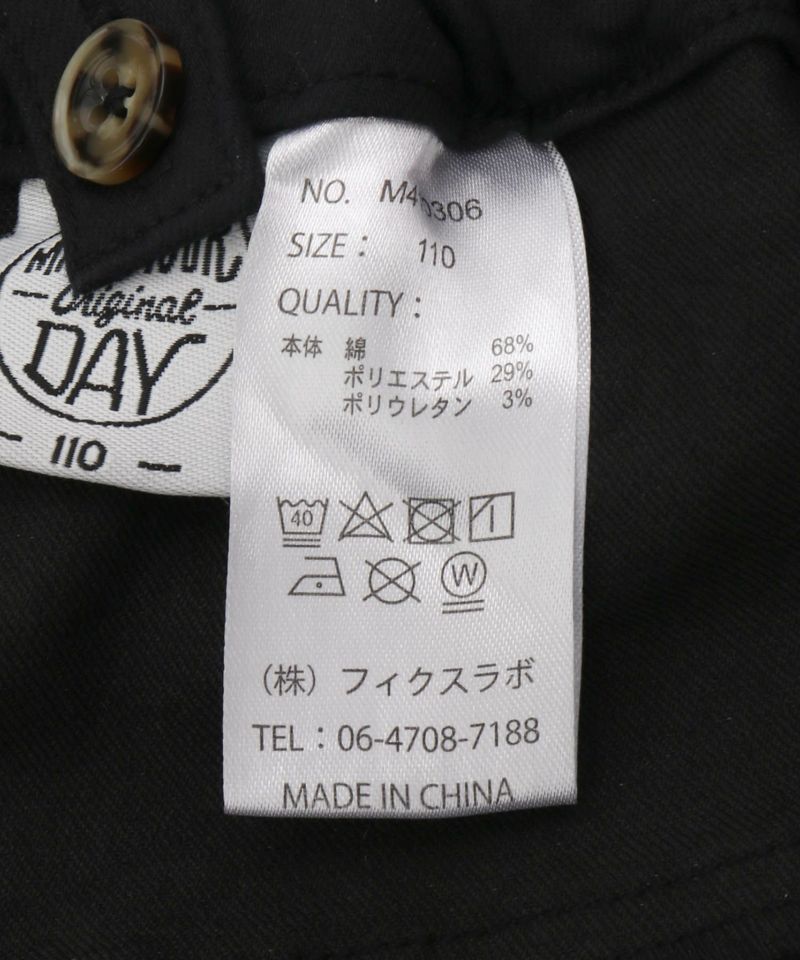 Original
DAY
110
NO. M40306
SIZE : 110
QUALITY :
本体 綿 68%
ポリエステル 29%
ポリウレタン 3%
40
W
(株) フィクスラボ
TEL : 06-4708-7188
MADE IN CHINA